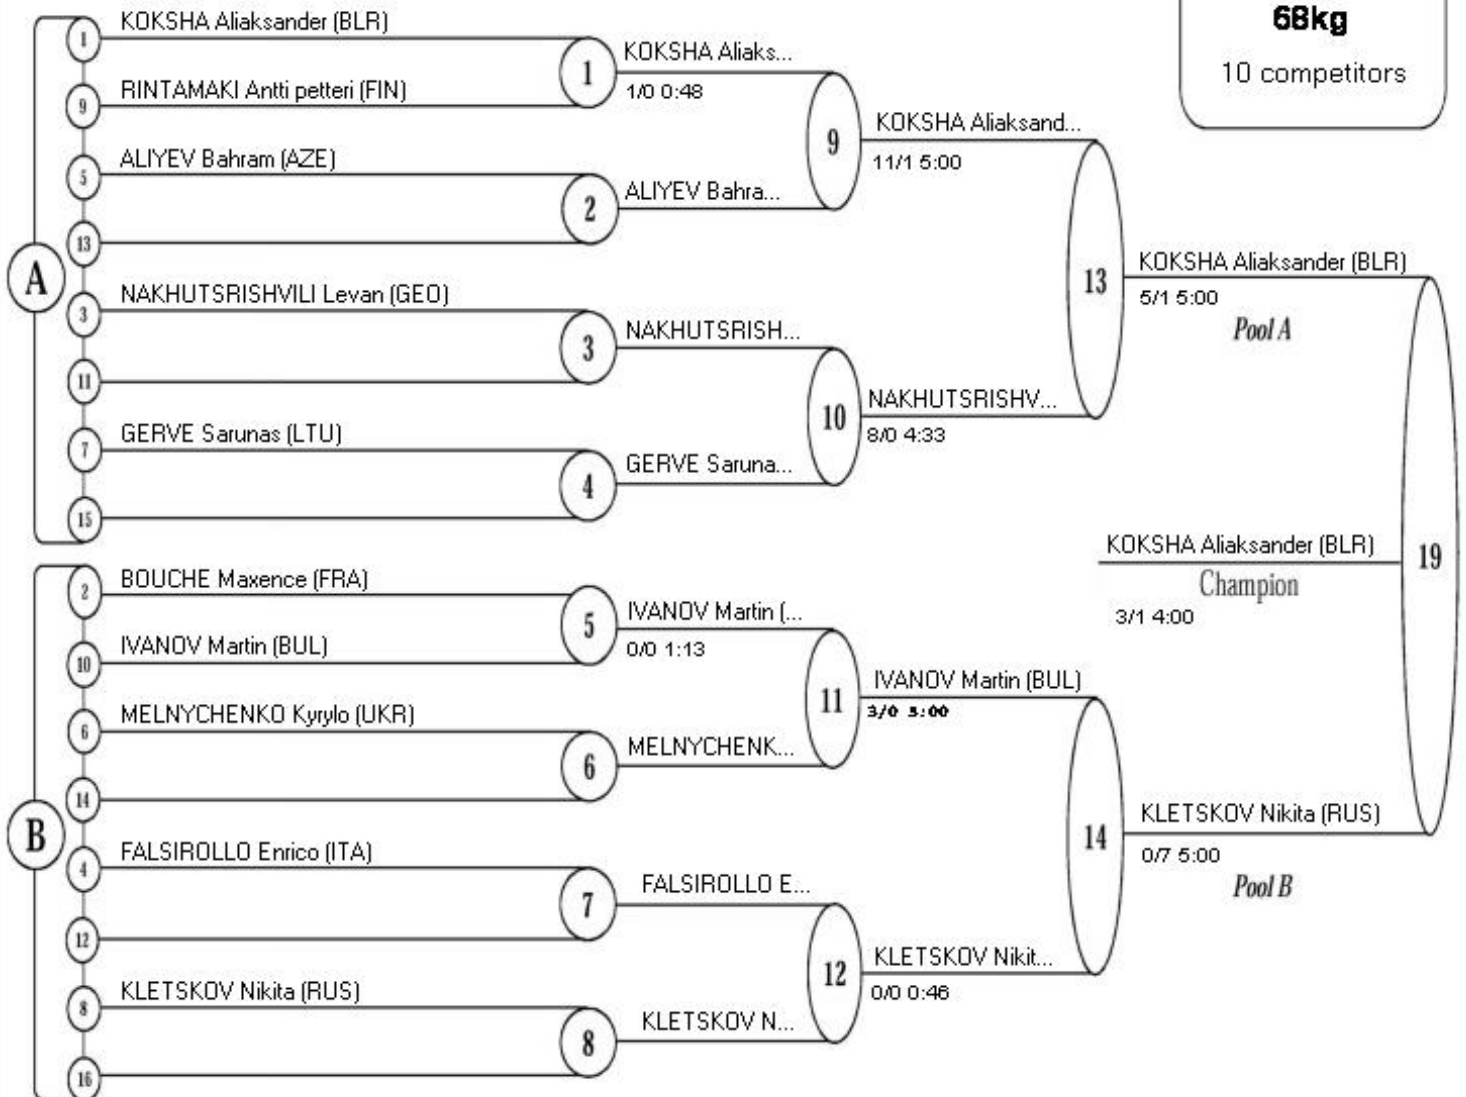 68kg
10 competitors
A
1
KOKSHA Aliaksander (BLR)
9
RINTAMAKI Antti petteri (FIN)
5
ALIYEV Bahram (AZE)
13
3
NAKHUTSRISHVILI Levan (GEO)
11
7
GERVE Sarunas (LTU)
15
1
2
3
4
KOKSHA Aliaks...
1/0 0:48
ALIYEV Bahra...
NAKHUTSRISH...
GERVE Saruna...
9
10
KOKSHA Aliaksand...
11/1 5:00
NAKHUTSRISHV...
8/0 4:33
13
KOKSHA Aliaksander (BLR)
5/1 5:00
Pool A
B
2
BOUCHE Maxence (FRA)
10
IVANOV Martin (BUL)
6
MELNYCHENKO Kyrylo (UKR)
14
4
FALSIROLLO Enrico (ITA)
12
8
KLETSKOV Nikita (RUS)
16
5
6
7
8
IVANOV Martin (...
0/0 1:13
MELNYCHENK...
FALSIROLLO E...
KLETSKOV N...
11
12
IVANOV Martin (BUL)
3/0 5:00
KLETSKOV Nikit...
0/0 0:46
14
KLETSKOV Nikita (RUS)
0/7 5:00
Pool B
19
KOKSHA Aliaksander (BLR)
Champion
3/1 4:00